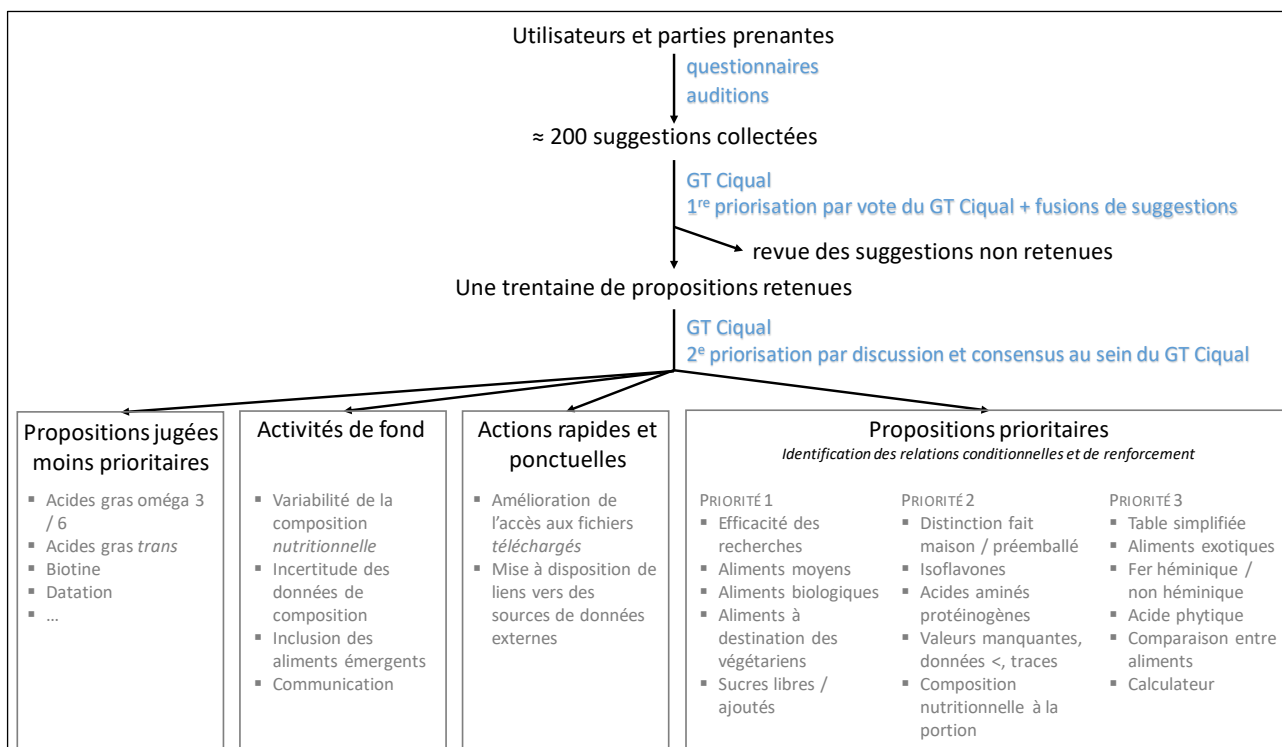 Utilisateurs et parties prenantes
questionnaires
auditions
≈ 200 suggestions collectées
GT Ciqual
1re priorisation par vote du GT Ciqual + fusions de suggestions
revue des suggestions non retenues
Une trentaine de propositions retenues
GT Ciqual
2e priorisation par discussion et consensus au sein du GT Ciqual
Propositions jugées
moins prioritaires
▪ Acides gras oméga 3
/ 6
▪ Acides gras trans
▪ Biotine
▪ Datation
▪ …
Activités de fond
▪ Variabilité de la
composition
nutritionnelle
▪ Incertitude des
données de
composition
▪ Inclusion des
aliments émergents
▪ Communication
Actions rapides et
ponctuelles
▪ Amélioration de
l'accès aux fichiers
téléchargés
▪ Mise à disposition de
liens vers des
sources de données
externes
Propositions prioritaires
Identification des relations conditionnelles et de renforcement
PRIORITÉ 1
▪ Efficacité des
recherches
▪ Aliments moyens
▪ Aliments biologiques
▪ Aliments à
destination des
végétariens
▪ Sucres libres /
ajoutés
PRIORITÉ 2
▪ Distinction fait
maison / préemballé
▪ Isoflavones
▪ Acides aminés
protéinogènes
▪ Valeurs manquantes,
données <, traces
▪ Composition
nutritionnelle à la
portion
PRIORITÉ 3
▪ Table simplifiée
▪ Aliments exotiques
▪ Fer héminique /
non héminique
▪ Acide phytique
▪ Comparaison entre
aliments
▪ Calculateur